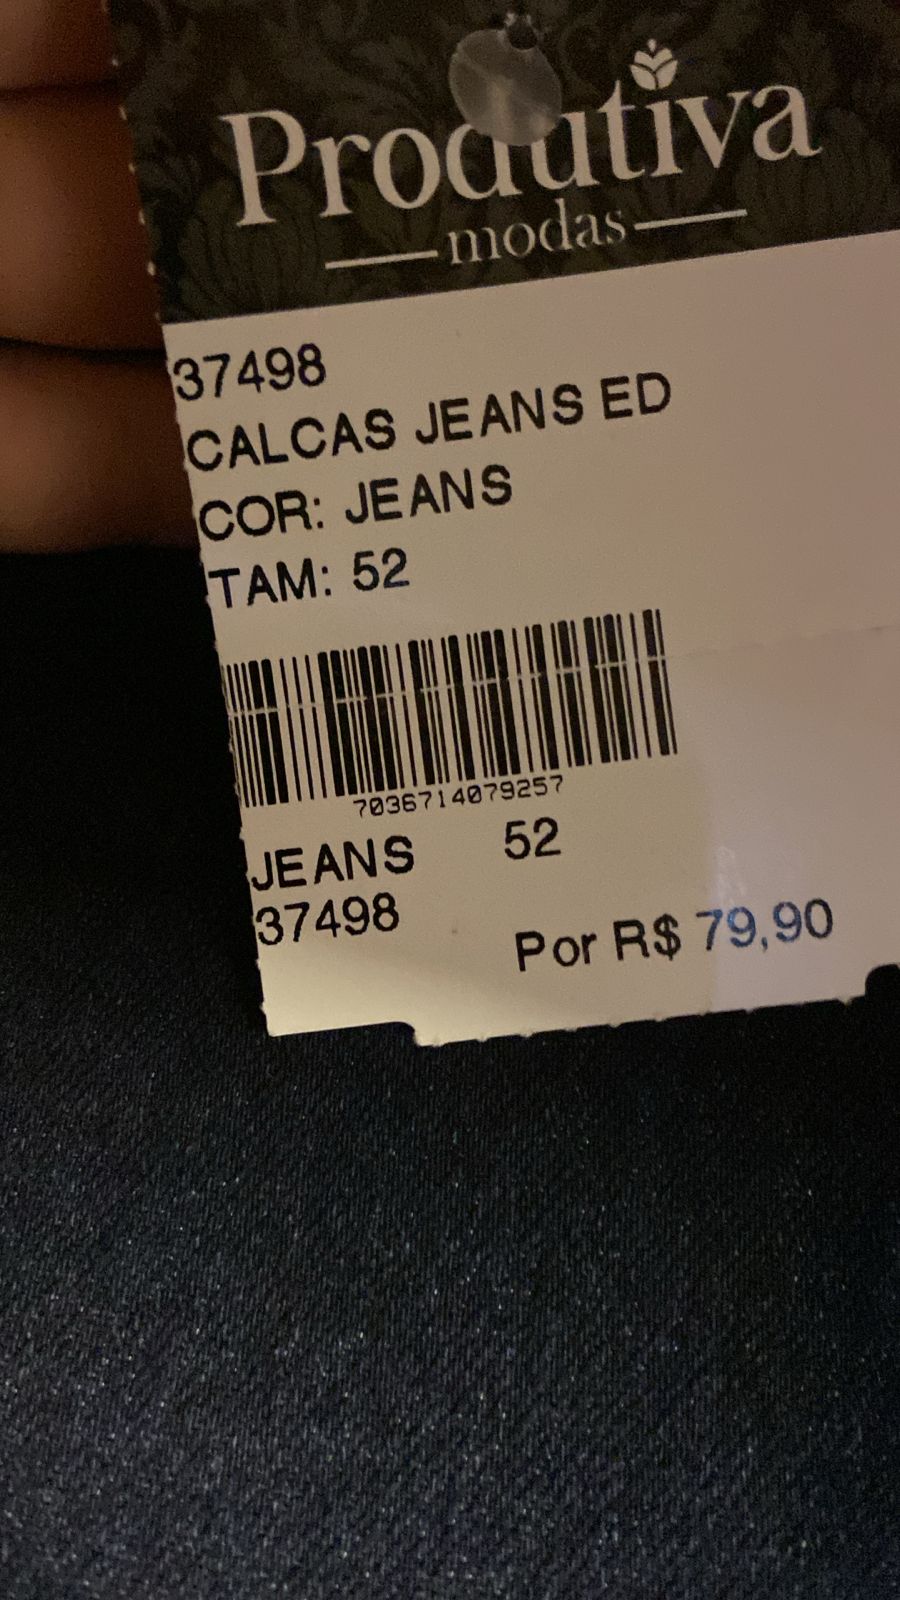 Produtiva
modas
37498
CALCAS JEANS ED
COR: JEANS
TAM: 52
7036714079257
JEANS 52
37498
Por R$ 79,90